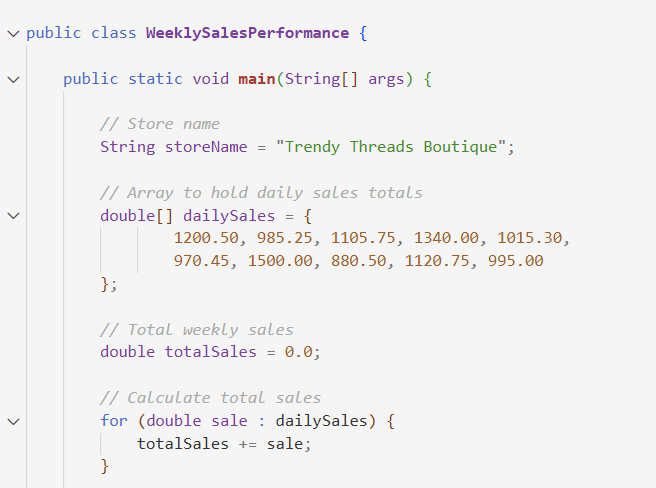 public class WeeklySalesPerformance {
public static void main(String[] args) {
// Store name
String storeName = "Trendy Threads Boutique";
// Array to hold daily sales totals
double[] dailySales = {
1200.50, 985.25, 1105.75, 1340.00, 1015.30,
970.45, 1500.00, 880.50, 1120.75, 995.00
};
// Total weekly sales
double totalSales = 0.0;
// Calculate total sales
for (double sale : dailySales) {
totalSales += sale;
}